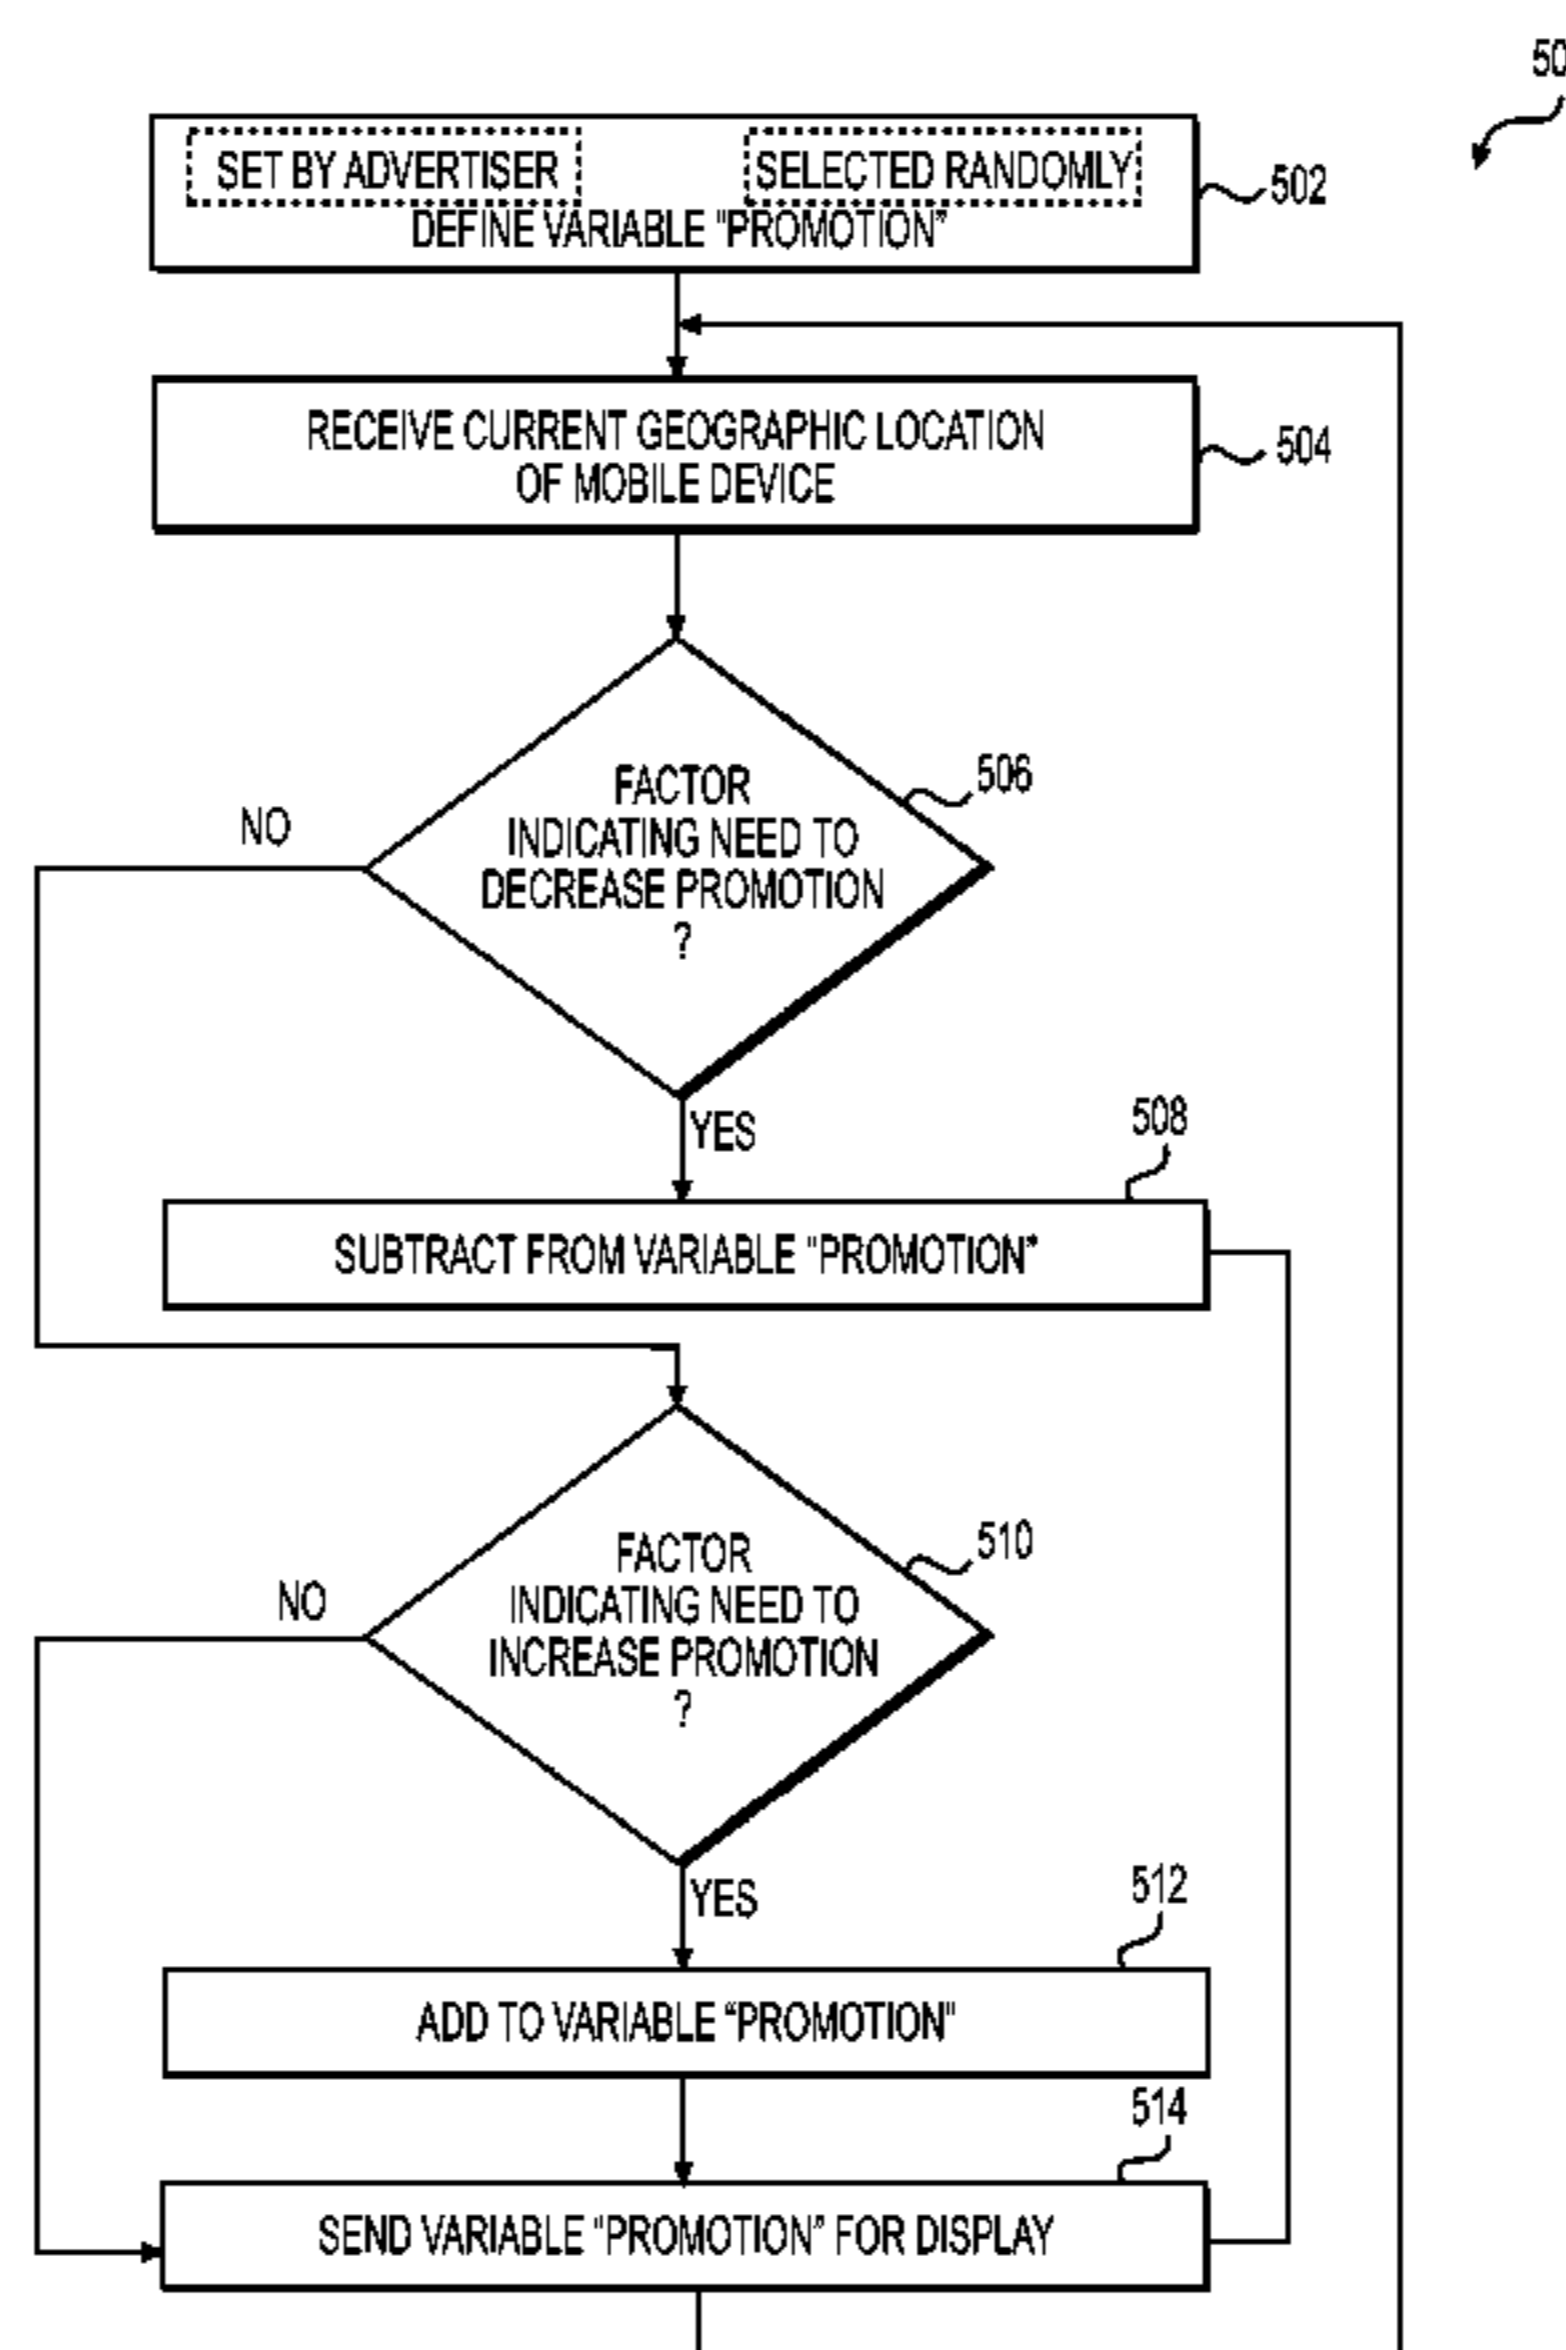 50
SET BY ADVERTISER
SELECTED RANDOMLY
DEFINE VARIABLE "PROMOTION"
502
RECEIVE CURRENT GEOGRAPHIC LOCATION
OF MOBILE DEVICE
504
FACTOR
INDICATING NEED TO
DECREASE PROMOTION
?
506
NO
YES
508
SUBTRACT FROM VARIABLE "PROMOTION"
FACTOR
INDICATING NEED TO
INCREASE PROMOTION
?
510
NO
YES
512
ADD TO VARIABLE "PROMOTION"
514
SEND VARIABLE "PROMOTION" FOR DISPLAY